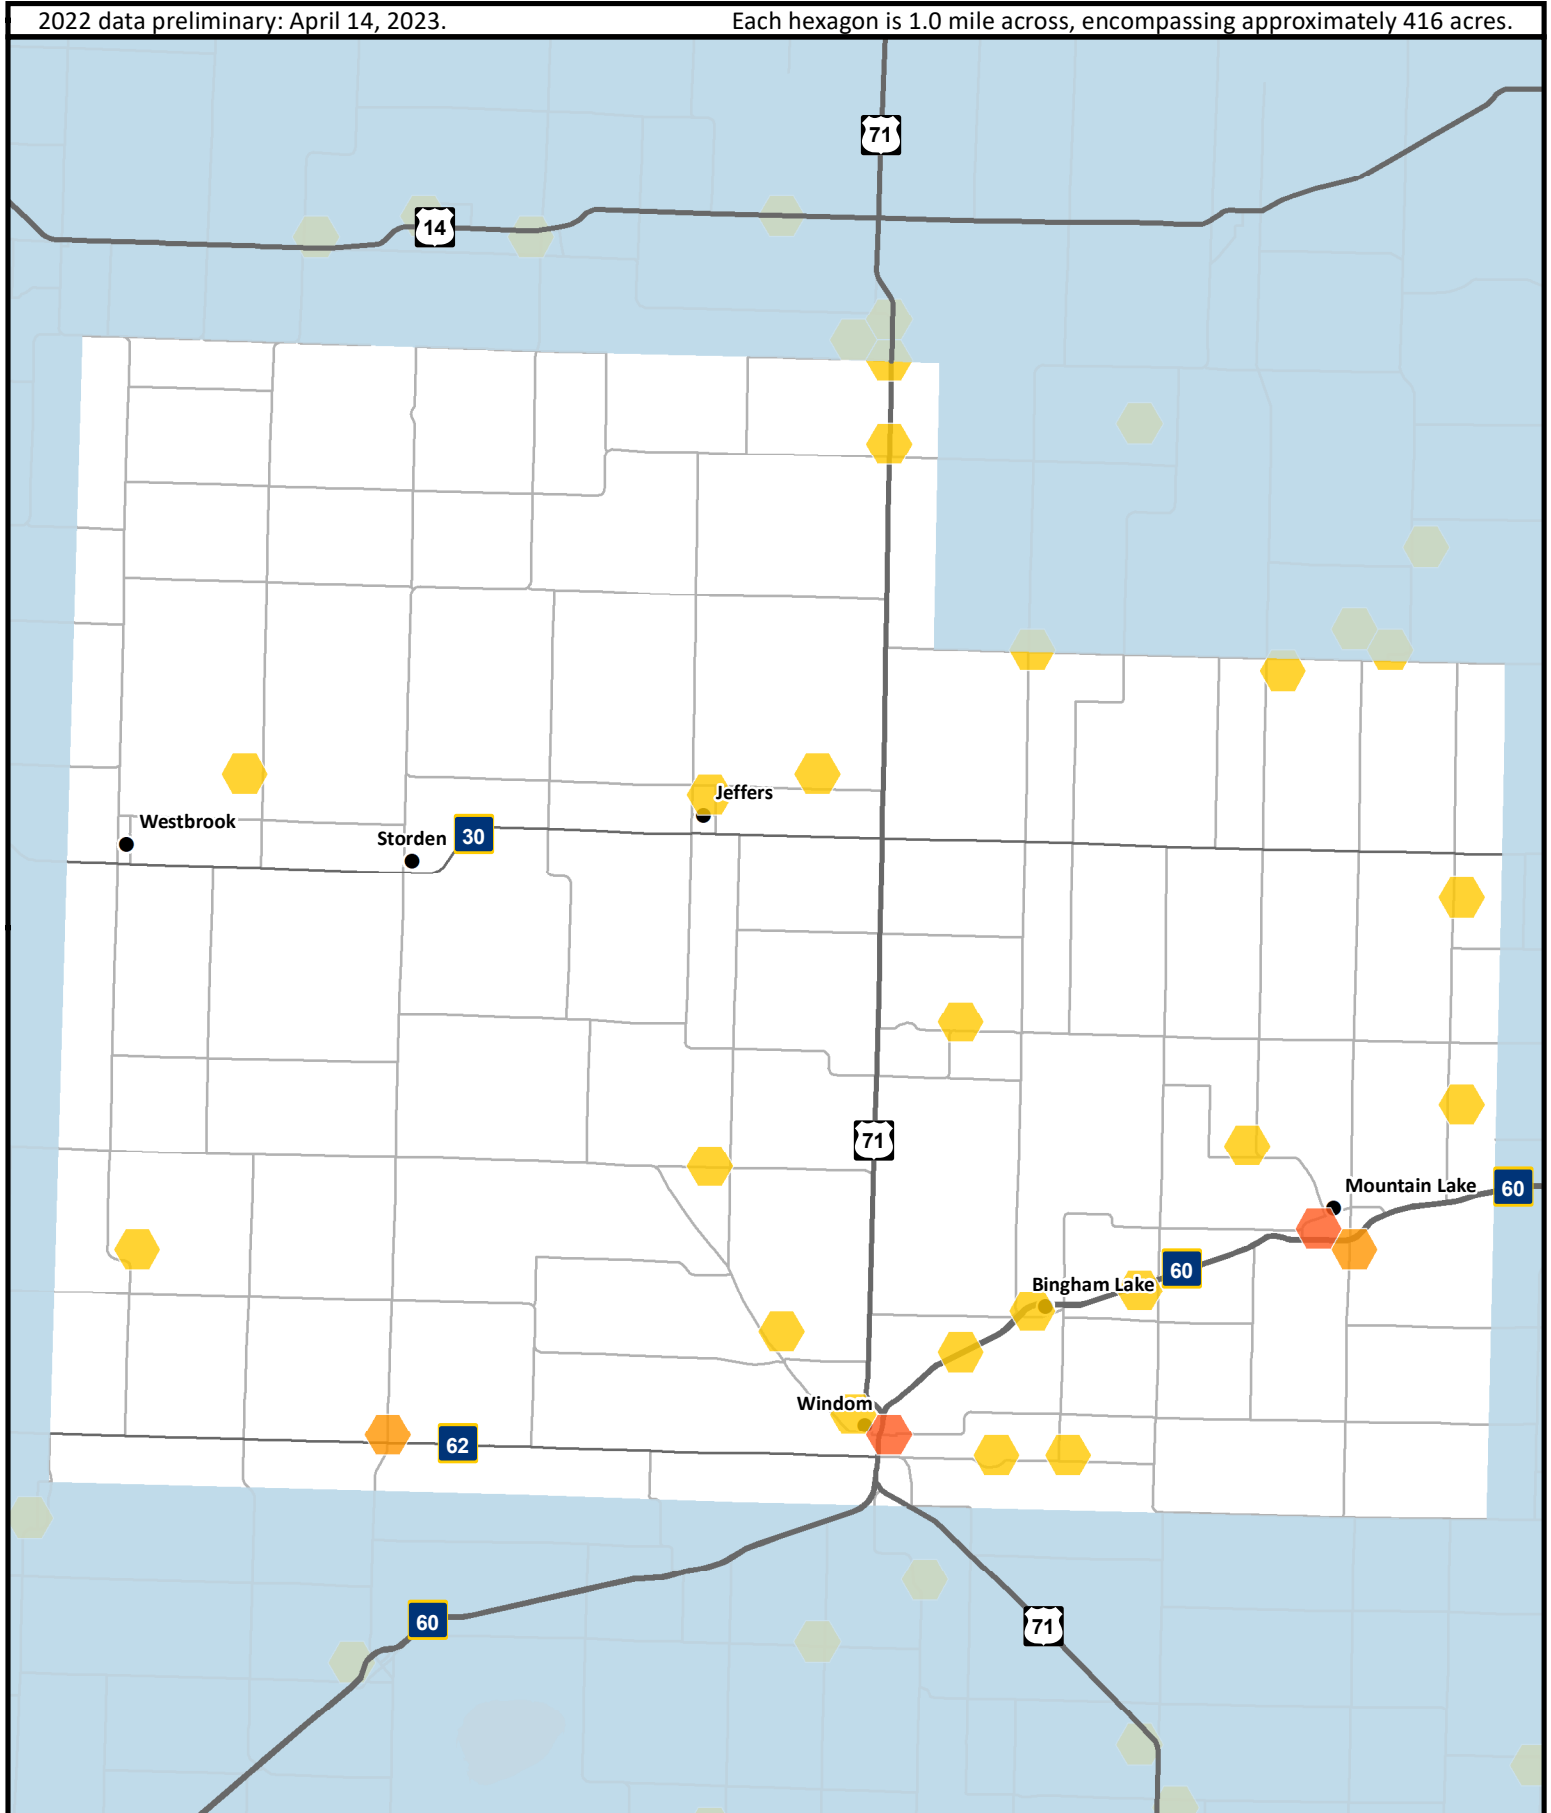 2022 data preliminary: April 14, 2023.
Each hexagon is 1.0 mile across, encompassing approximately 416 acres.
71
14
Jeffers
Westbrook
Storden
30
71
Mountain Lake
60
60
Bingham Lake
Windom
62
60
71